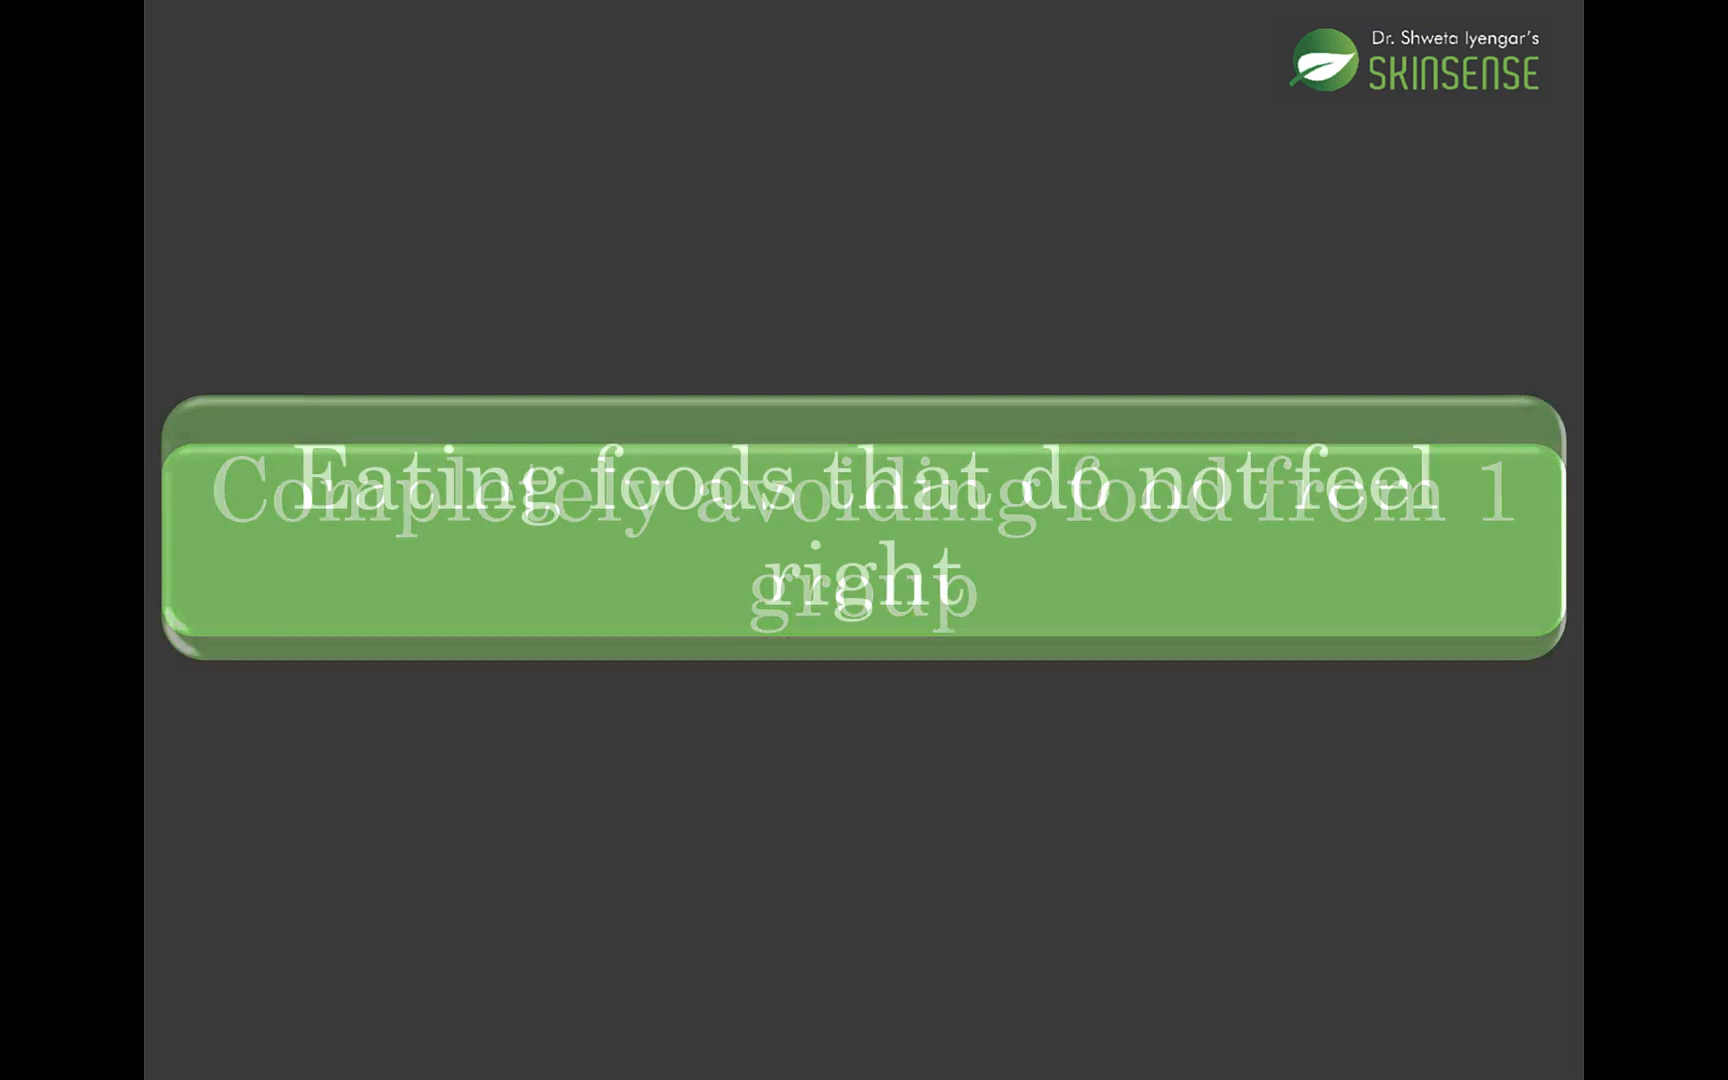 Dr. Shweta Iyengar's
SKINSENSE
Eating foods that do not feel
right
Completely avoiding food from 1
group